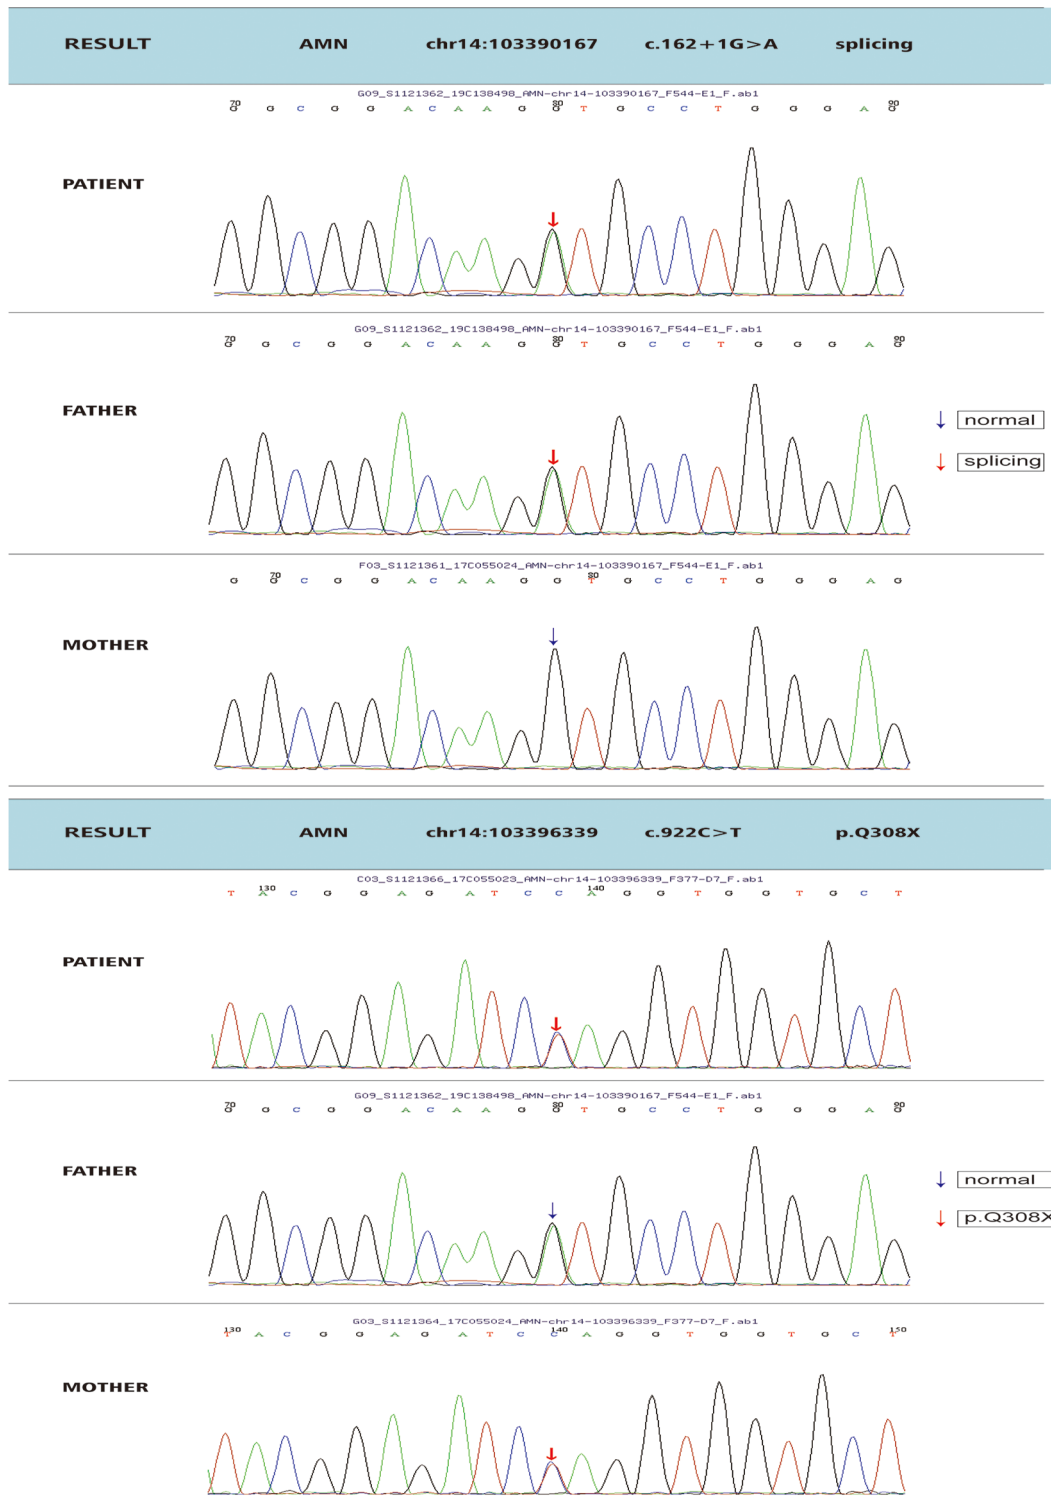 RESULT AMN chr14:103390167 c.162+1G>A splicing
G09_S1121362_19C138498_AMN-chr14-103390167_F544-E1_F.ab1
70 80 90
G G C G G A C A A G G T G C C T G G G A G
PATIENT
G09_S1121362_19C138498_AMN-chr14-103390167_F544-E1_F.ab1
70 80 90
G G C G G A C A A G G T G C C T G G G A G
FATHER
normal
splicing
F03_S1121361_17C055024_AMN-chr14-103390167_F544-E1_F.ab1
70 80
G G C G G A C A A G G T G C C T G G G A G
MOTHER
RESULT AMN chr14:103396339 c.922C>T p.Q308X
C03_S1121366_17C055023_AMN-chr14-103396339_F377-D7_F.ab1
130 140
T A C G G A G A T C C A G G T G G T G C T
PATIENT
G09_S1121362_19C138498_AMN-chr14-103390167_F544-E1_F.ab1
70 80 90
G G C G G A C A A G G T G C C T G G G A G
FATHER
normal
p.Q308X
G03_S1121364_17C055024_AMN-chr14-103396339_F377-D7_F.ab1
130 140 150
T A C G G A G A T C C A G G T G G T G C T
MOTHER